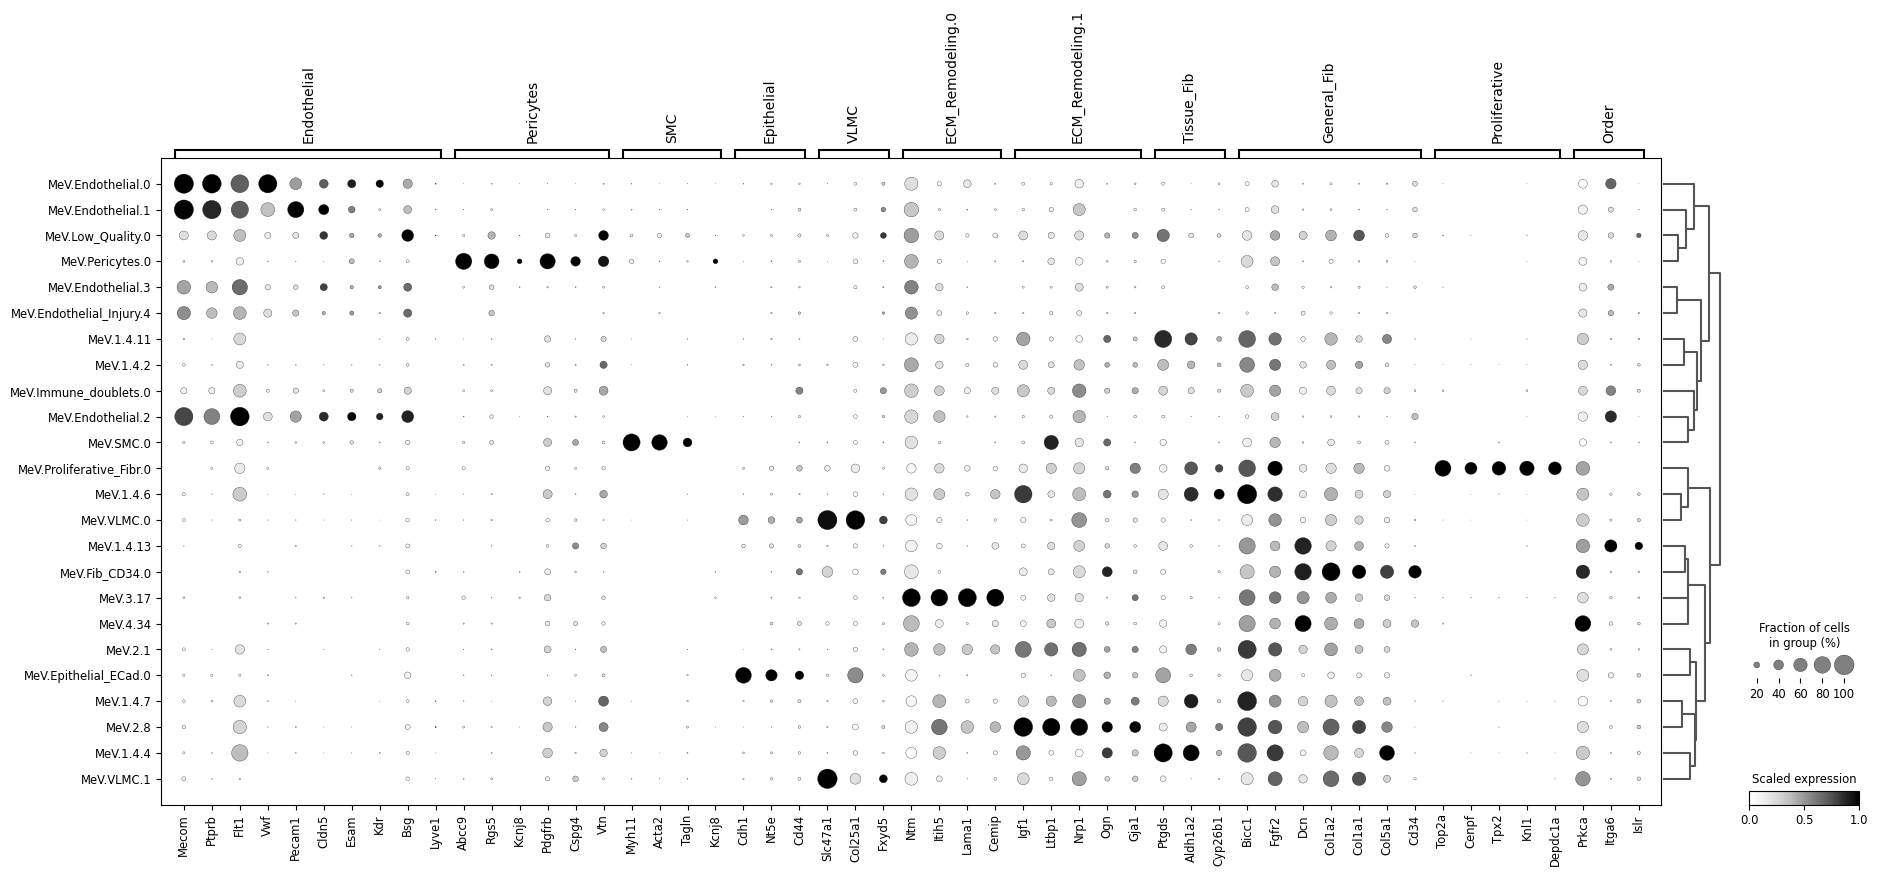 Endothelial
Pericytes
SMC
Epithelial
VLMC
ECM_Remodeling.0
ECM_Remodeling.1
Tissue_Fib
General_Fib
Proliferative
Order
MeV.Endothelial.0
MeV.Endothelial.1
MeV.Low_Quality.0
MeV.Pericytes.0
MeV.Endothelial.3
MeV.Endothelial_Injury.4
MeV.1.4.11
MeV.1.4.2
MeV.Immune_doublets.0
MeV.Endothelial.2
MeV.SMC.0
MeV.Proliferative_Fibr.0
MeV.1.4.6
MeV.VLMC.0
MeV.1.4.13
MeV.Fib_CD34.0
MeV.3.17
MeV.4.34
MeV.2.1
MeV.Epithelial_ECad.0
MeV.1.4.7
MeV.2.8
MeV.1.4.4
MeV.VLMC.1
Mecom
Ptprb
Flt1
Vwf
Pecam1
Cldn5
Esam
Kdr
Bsg
Lyve1
Abcc9
Rgs5
Kcnj8
Pdgfrb
Cspg4
Vtn
Myh11
Acta2
Tagln
Kcnj8
Cdh1
Nt5e
Cd44
Slc47a1
Col25a1
Fxyd5
Ntm
Itih5
Lama1
Cemip
Igf1
Ltbp1
Nrp1
Ogn
Gja1
Ptgds
Aldh1a2
Cyp26b1
Bicc1
Fgfr2
Dcn
Col1a2
Col1a1
Col5a1
Cd34
Top2a
Cenpf
Tpx2
Knl1
Depdc1a
Prkca
Itga6
Islr
Fraction of cells
in group (%)
20 40 60 80 100
Scaled expression
0.0 0.5 1.0